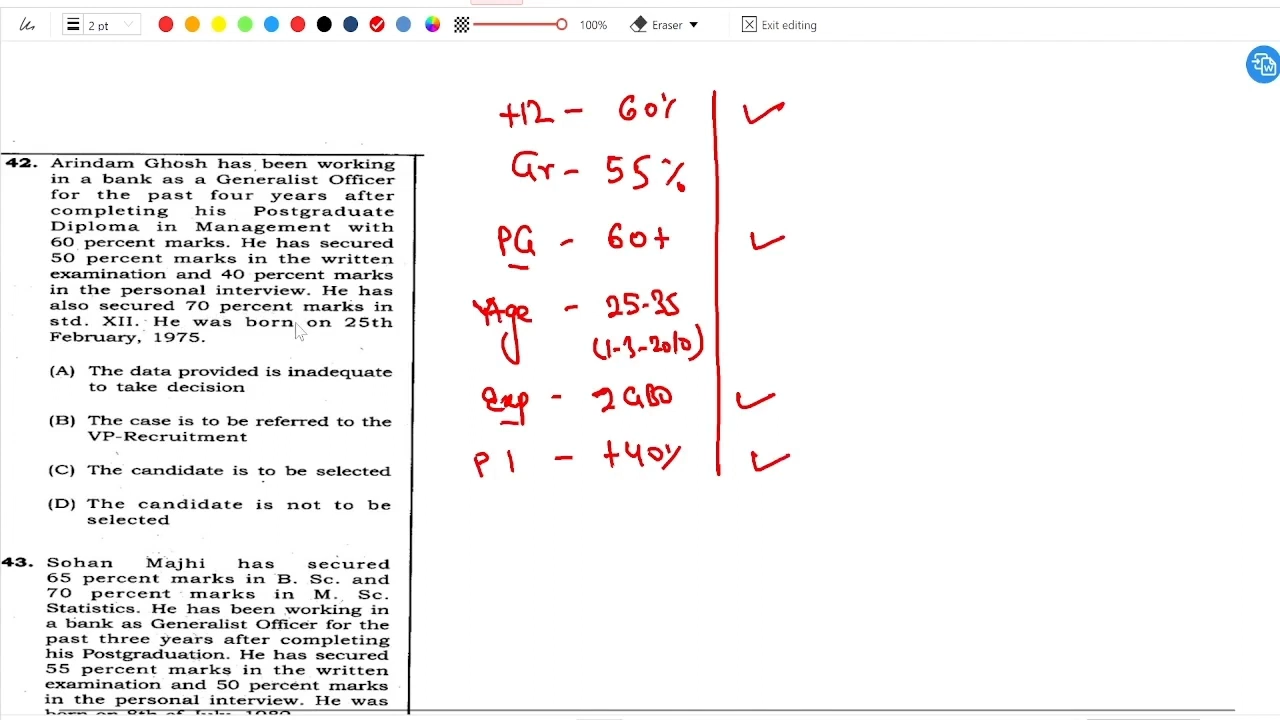 2 pt
100%
Eraser
Exit editing
42. Arindam Ghosh has been working
in a bank as a Generalist Officer
for the past four years after
completing his Postgraduate
Diploma in Management with
60 percent marks. He has secured
50 percent marks in the written
examination and 40 percent marks
in the personal interview. He has
also secured 70 percent marks in
std. XII. He was born on 25th
February, 1975.
(A) The data provided is inadequate
to take decision
(B) The case is to be referred to the
VP-Recruitment
(C) The candidate is to be selected
(D) The candidate is not to be
selected
43. Sohan Majhi has secured
65 percent marks in B. Sc. and
70 percent marks in M. Sc.
Statistics. He has been working in
a bank as Generalist Officer for the
past three years after completing
his Postgraduation. He has secured
55 percent marks in the written
examination and 50 percent marks
in the personal interview. He was
born on 8th of July, 1982
+12 - 60%
Gr - 55%
PG - 60+
Age - 25-35
(1-3-2010)
Exp - 2 GBO
PI - +40%